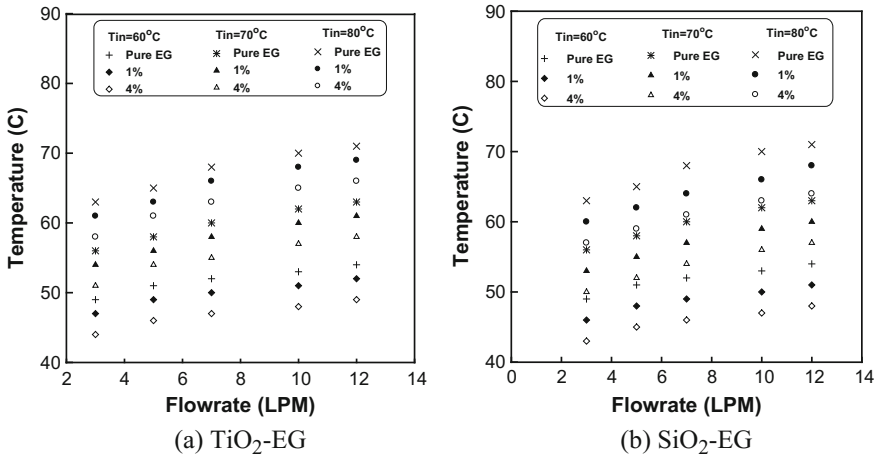 90
80
70
60
50
40
Temperature (C)
Tin=60°C Tin=70°C Tin=80°C
Pure EG Pure EG Pure EG
1% 1% 1%
4% 4% 4%
2 4 6 8 10 12 14
Flowrate (LPM)
(a) TiO₂-EG
90
80
70
60
50
40
Temperature (C)
Tin=60°C Tin=70°C Tin=80°C
Pure EG Pure EG Pure EG
1% 1% 1%
4% 4% 4%
0 2 4 6 8 10 12 14
Flowrate (LPM)
(b) SiO₂-EG